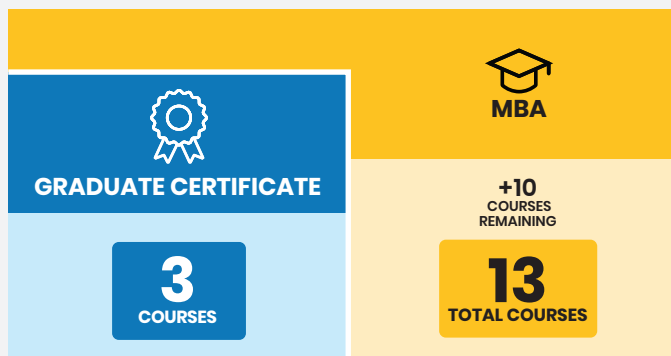 GRADUATE CERTIFICATE
3
COURSES
MBA
+10
COURSES
REMAINING
13
TOTAL COURSES